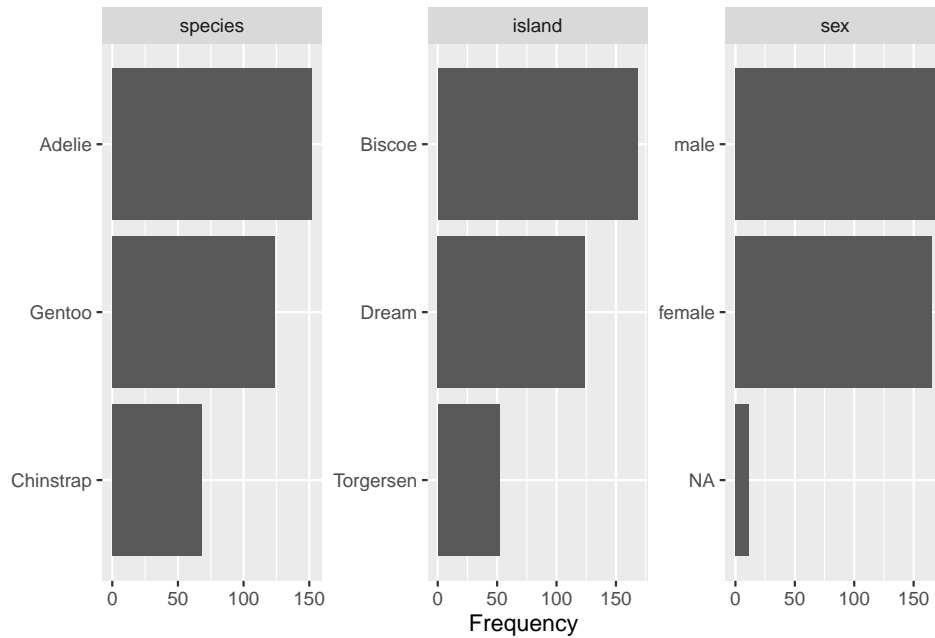 species island sex
Adelie Biscoe male
Gentoo Dream female
Chinstrap Torgersen NA
0 50 100 150 0 50 100 150 0 50 100 150
Frequency